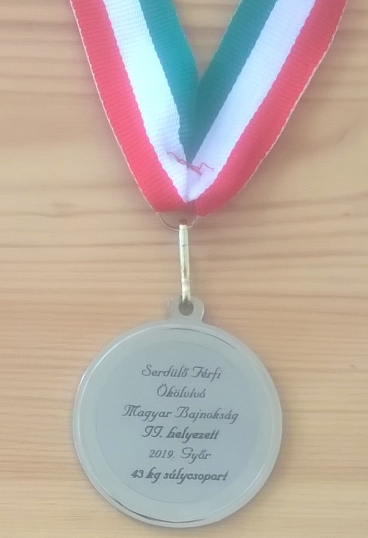 Serdülő Férfi
Ökölvívó
Magyar Bajnokság
II. helyezett
2019. Győr
43 kg súlycsoport